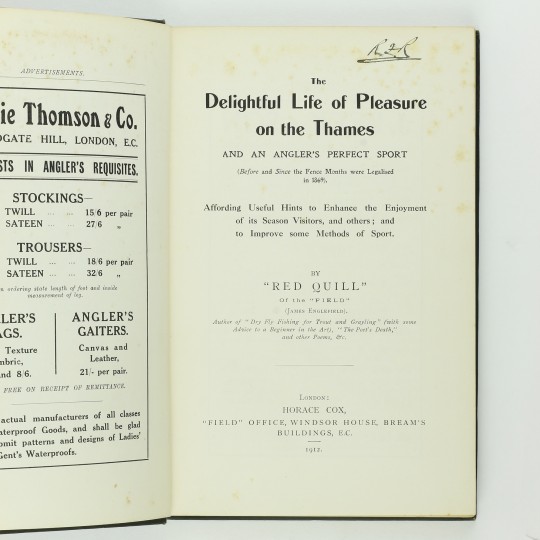 ADVERTISEMENTS.
Thomson & Co.
HILL, LONDON, E.C.
IN ANGLER'S REQUISITES.
STOCKINGS—
TWILL ... ... 15/6 per pair
SATEEN ... .. 27/6 „
TROUSERS—
TWILL ... ... 18/6 per pair
SATEEN ... ... 32/6 „
ordering state length of foot and inside
measurement of leg.
ANGLER'S
GAITERS.
Texture
Canvas and
Leather,
and 8/6.
21/- per pair.
FREE ON RECEIPT OF REMITTANCE.
actual manufacturers of all classes
Goods, and shall be glad
patterns and designs of Ladies'
Gent's Waterproofs.
The
Delightful Life of Pleasure
on the Thames
AND AN ANGLER'S PERFECT SPORT
(Before and Since the Fence Months were Legalised
in 1869).
Affording Useful Hints to Enhance the Enjoyment
of its Season Visitors, and others; and
to Improve some Methods of Sport.
BY
"RED QUILL"
Of the "FIELD"
(James Englefield).
Author of "Dry Fly Fishing for Trout and Grayling" (with some
Advice to a Beginner in the Art), "The Poet's Death,"
and other Poems, &c.
London:
HORACE COX,
"FIELD" OFFICE, WINDSOR HOUSE, BREAM'S
BUILDINGS, E.C.
1912.